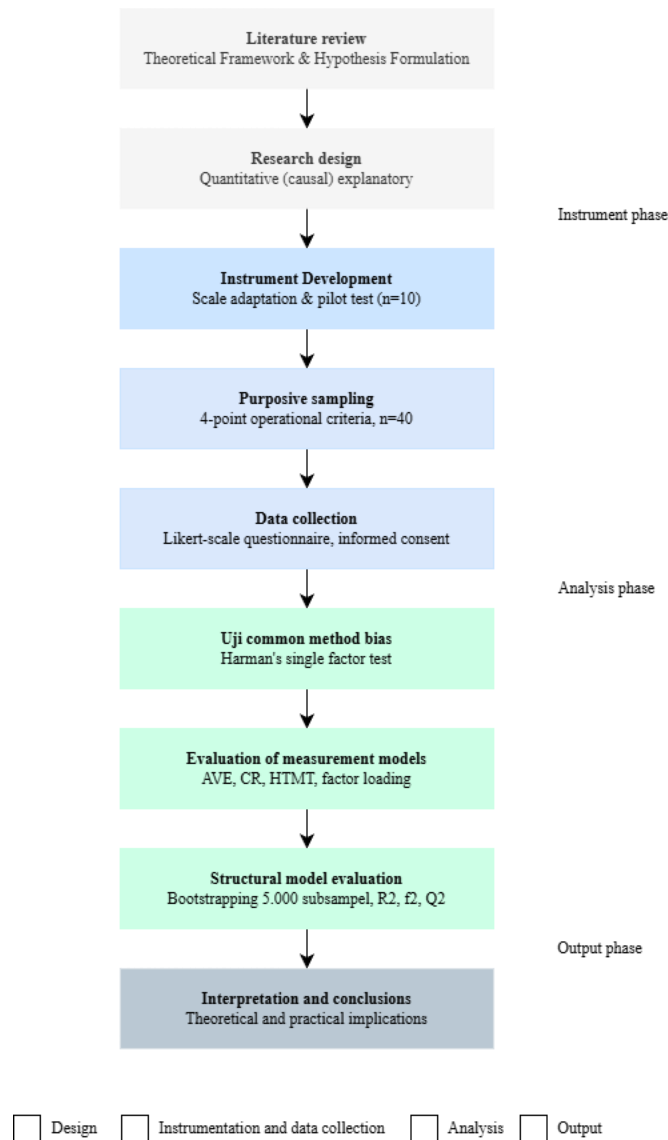 Literature review
Theoretical Framework & Hypothesis Formulation
Research design
Quantitative (causal) explanatory
Instrument phase
Instrument Development
Scale adaptation & pilot test (n=10)
Purposive sampling
4-point operational criteria, n=40
Data collection
Likert-scale questionnaire, informed consent
Analysis phase
Uji common method bias
Harman's single factor test
Evaluation of measurement models
AVE, CR, HTMT, factor loading
Structural model evaluation
Bootstrapping 5.000 subsampel, R2, f2, Q2
Output phase
Interpretation and conclusions
Theoretical and practical implications
Design Instrumentation and data collection Analysis Output